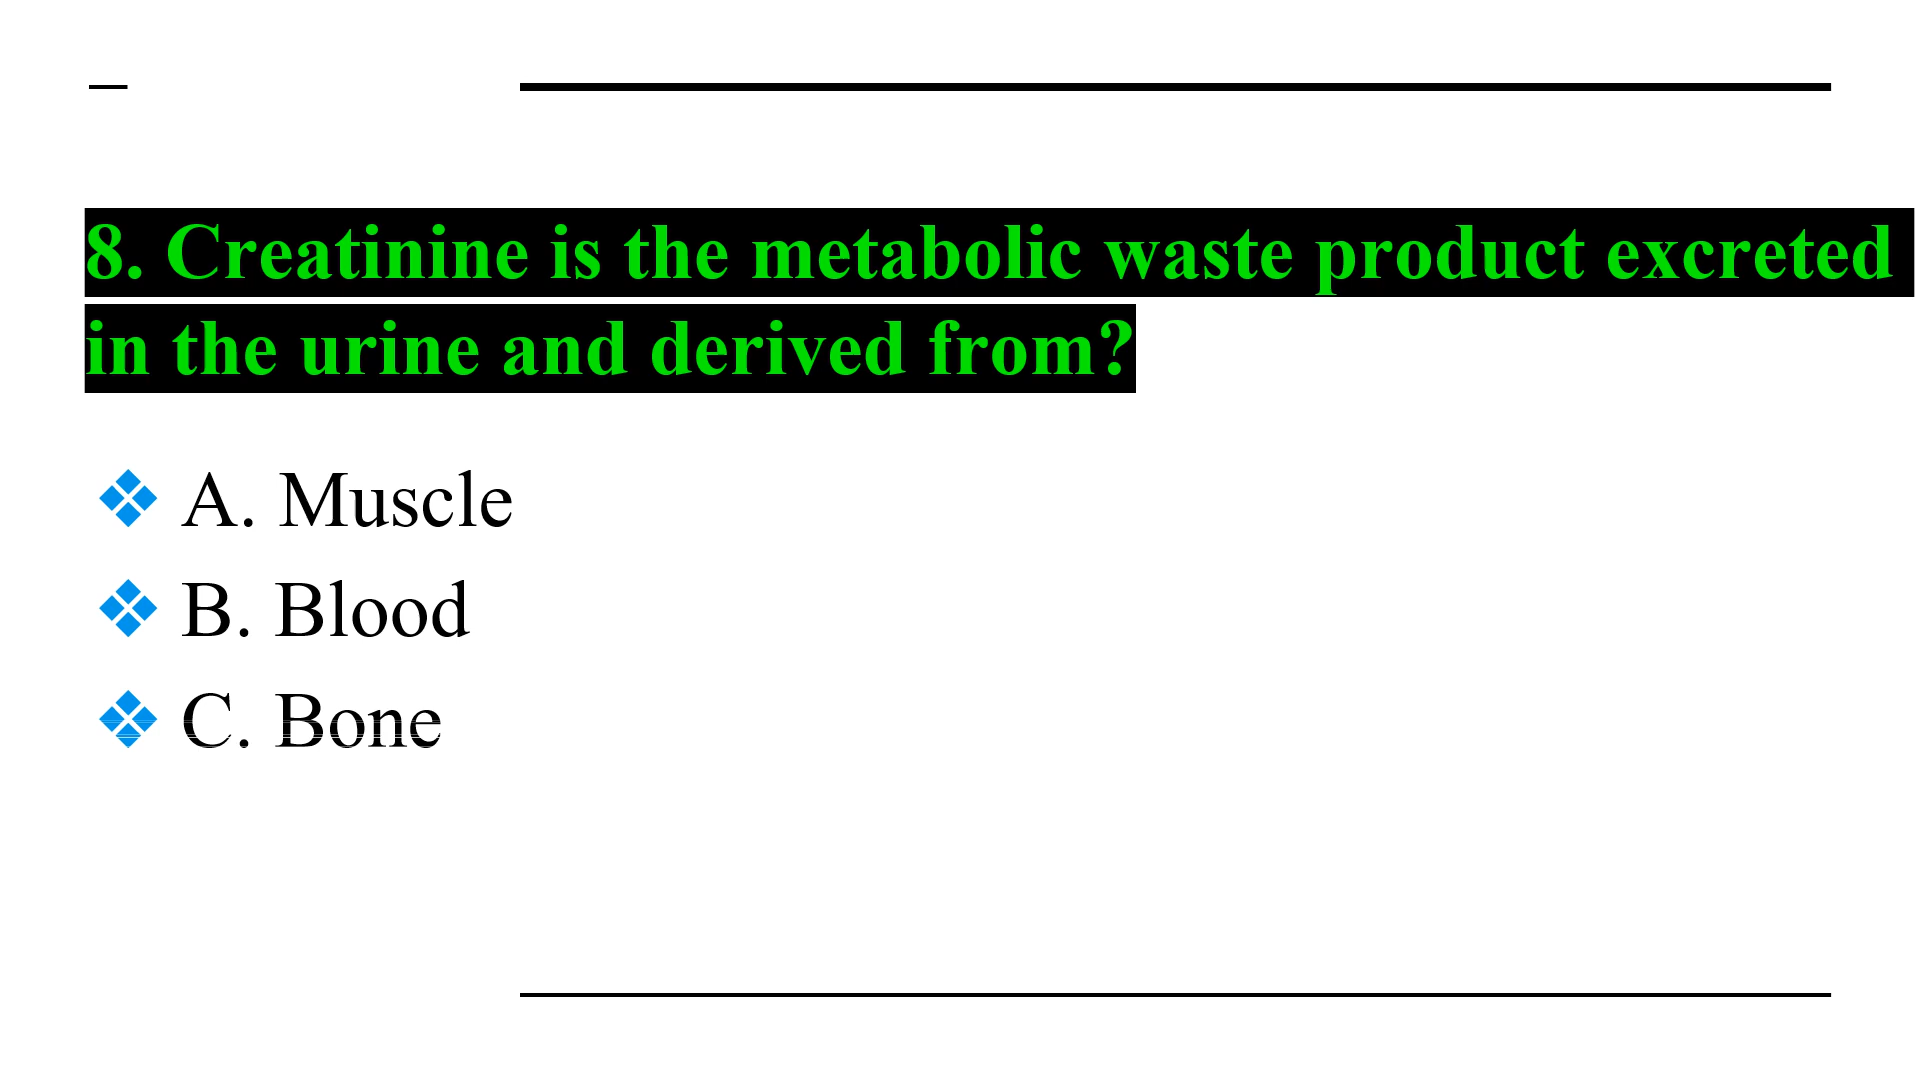 8. Creatinine is the metabolic waste product excreted
in the urine and derived from?
❖ A. Muscle
❖ B. Blood
❖ C. Bone